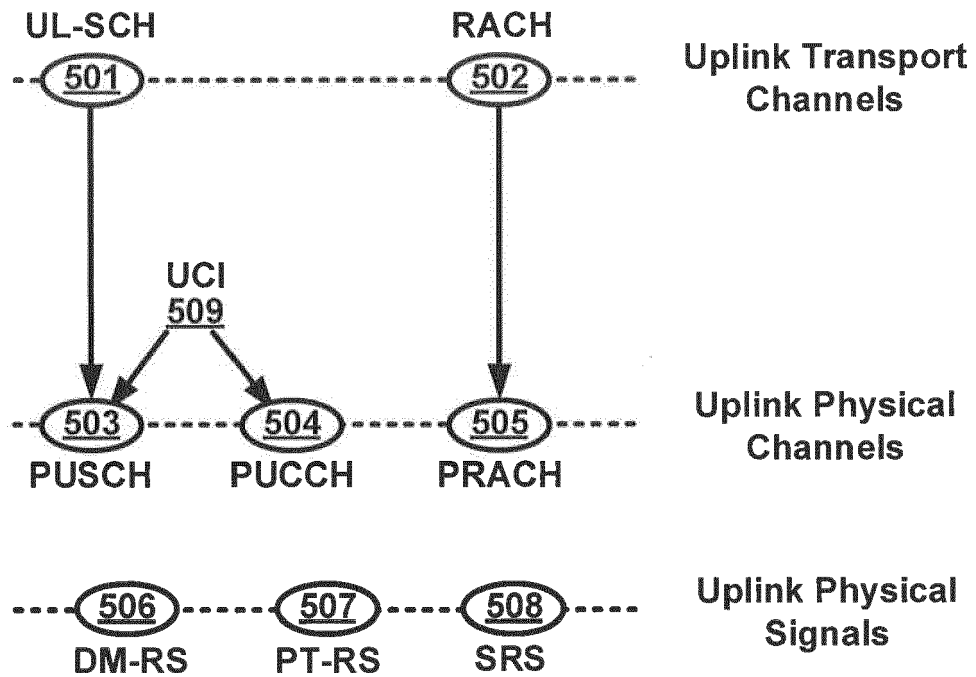 UL-SCH
RACH
501
502
Uplink Transport
Channels
UCI
509
503
504
505
Uplink Physical
Channels
PUSCH
PUCCH
PRACH
506
507
508
Uplink Physical
Signals
DM-RS
PT-RS
SRS